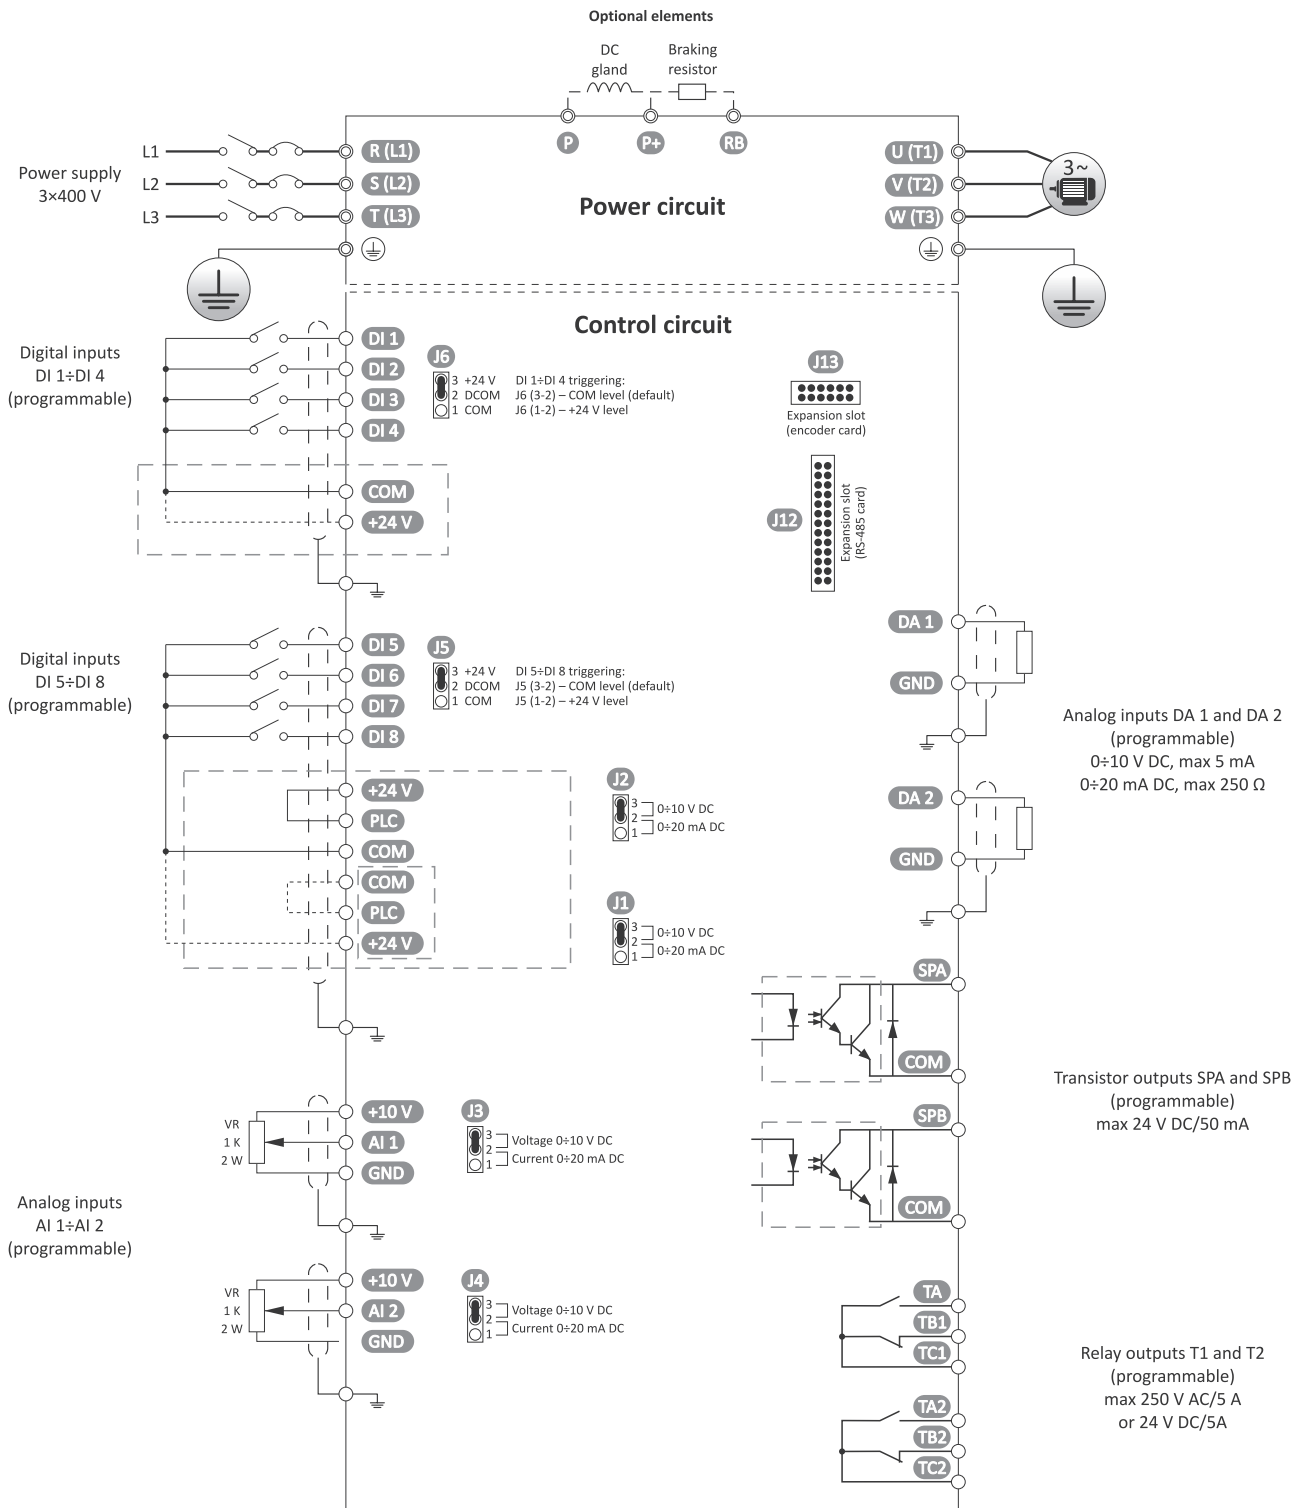 Optional elements
DC
gland
Braking
resistor
P
P+
RB
Power supply
3×400 V
L1
L2
L3
R (L1)
S (L2)
T (L3)
Power circuit
U (T1)
V (T2)
W (T3)
3~
Control circuit
Digital inputs
DI 1÷DI 4
(programmable)
DI 1
DI 2
DI 3
DI 4
COM
+24 V
J6
3 +24 V
2 DCOM
1 COM
DI 1÷DI 4 triggering:
J6 (3-2) – COM level (default)
J6 (1-2) – +24 V level
J13
Expansion slot
(encoder card)
J12
Expansion slot
(RS-485 card)
Digital inputs
DI 5÷DI 8
(programmable)
DI 5
DI 6
DI 7
DI 8
+24 V
PLC
COM
COM
PLC
+24 V
J5
3 +24 V
2 DCOM
1 COM
DI 5÷DI 8 triggering:
J5 (3-2) – COM level (default)
J5 (1-2) – +24 V level
J2
3
2
1
0÷10 V DC
0÷20 mA DC
J1
3
2
1
0÷10 V DC
0÷20 mA DC
DA 1
GND
DA 2
GND
Analog inputs DA 1 and DA 2
(programmable)
0÷10 V DC, max 5 mA
0÷20 mA DC, max 250 Ω
SPA
COM
SPB
COM
Transistor outputs SPA and SPB
(programmable)
max 24 V DC/50 mA
Analog inputs
AI 1÷AI 2
(programmable)
VR
1 K
2 W
+10 V
AI 1
GND
J3
3
2
1
Voltage 0÷10 V DC
Current 0÷20 mA DC
VR
1 K
2 W
+10 V
AI 2
GND
J4
3
2
1
Voltage 0÷10 V DC
Current 0÷20 mA DC
TA
TB1
TC1
TA2
TB2
TC2
Relay outputs T1 and T2
(programmable)
max 250 V AC/5 A
or 24 V DC/5A